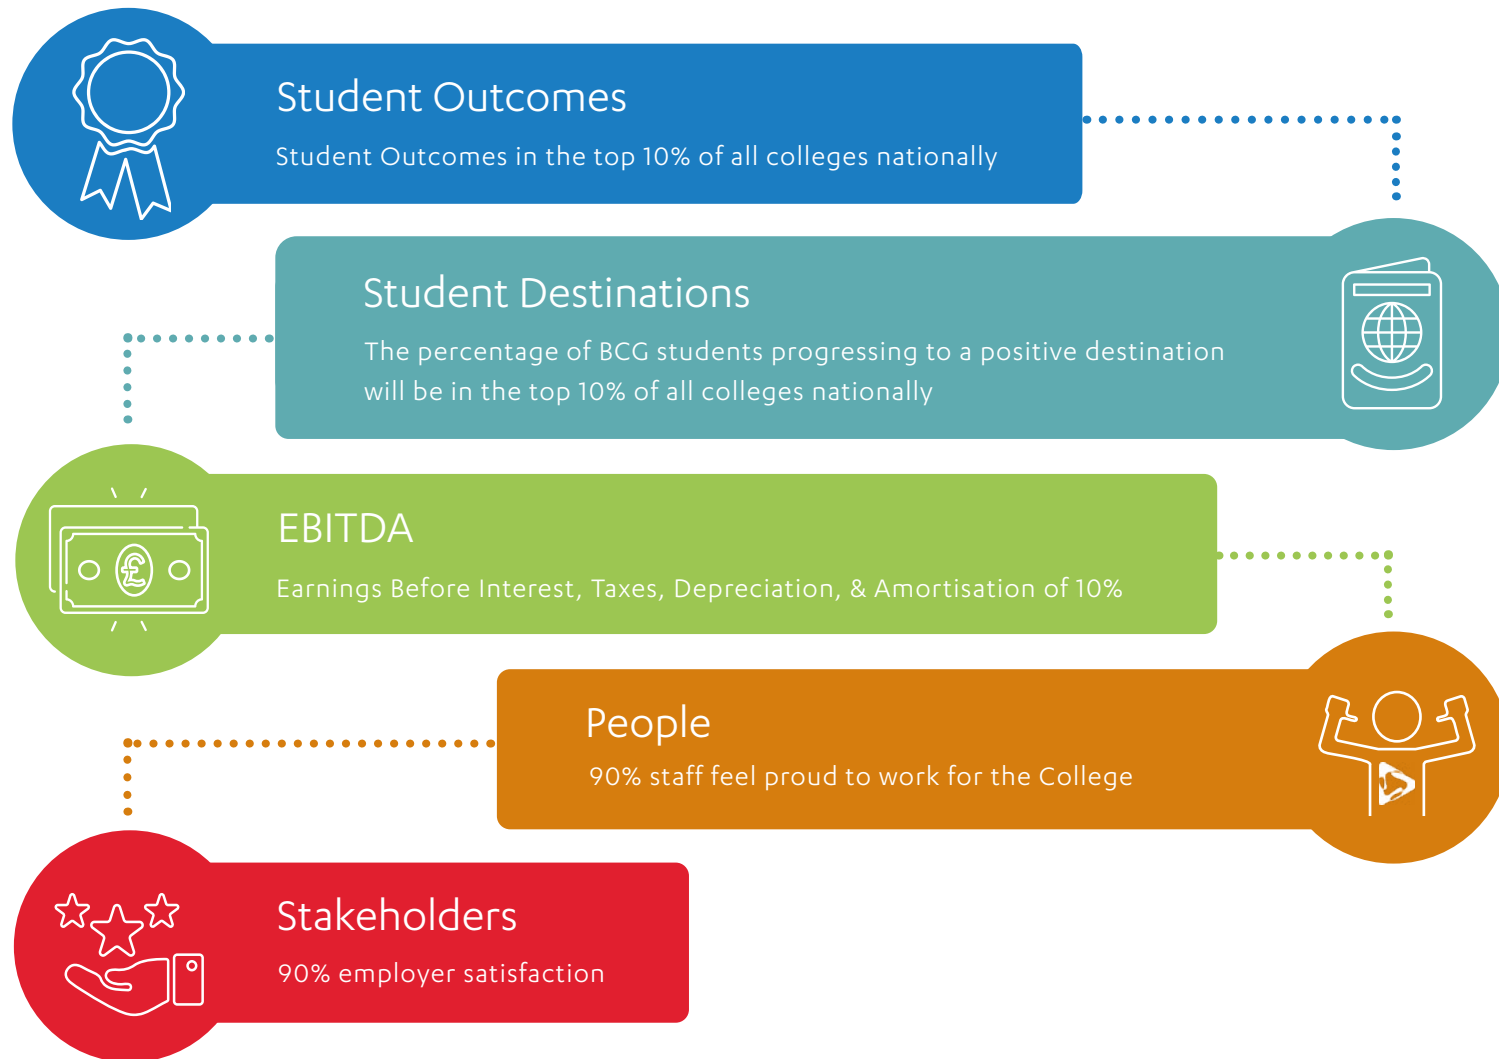 Student Outcomes
Student Outcomes in the top 10% of all colleges nationally
Student Destinations
The percentage of BCG students progressing to a positive destination
will be in the top 10% of all colleges nationally
EBITDA
£
Earnings Before Interest, Taxes, Depreciation, & Amortisation of 10%
People
90% staff feel proud to work for the College
Stakeholders
90% employer satisfaction